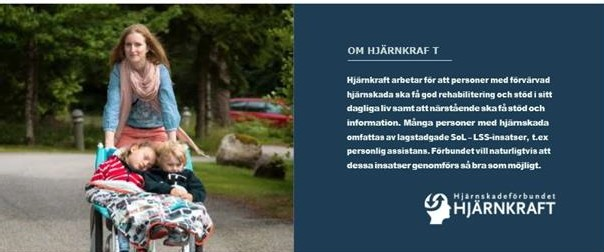 OM HJÄRNKRAF T
Hjärnkraft arbetar för att personer med förvärvad
hjärnskada ska få god rehabilitering och stöd i sitt
dagliga liv samt att närstående ska få stöd och
information. Många personer med hjärnskada
omfattas av lagstadgade SoL – LSS-insatser, t.ex
personlig assistans. Förbundet vill naturligtvis att
dessa insatser genomförs så bra som möjligt.
Hjärnskadeförbundet
HJÄRNKRAFT